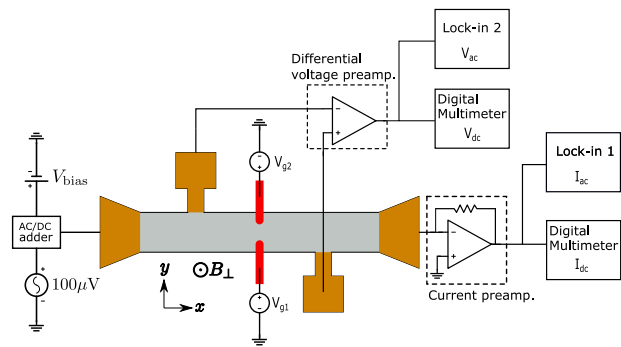 Lock-in 2
V_ac
Differential
voltage preamp.
−
+
Digital
Multimeter
V_dc
V_g2
+
−
Lock-in 1
I_ac
V_bias
+
−
AC/DC
adder
−
+
Digital
Multimeter
I_dc
Current preamp.
y
⊙B⊥
x
100μV
+
−
V_g1
+
−